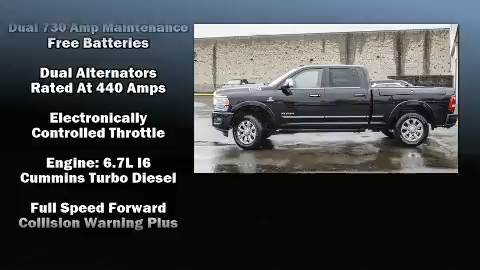 Dual 730 Amp Maintenance
Free Batteries
Dual Alternators
Rated At 440 Amps
Electronically
Controlled Throttle
Engine: 6.7L I6
Cummins Turbo Diesel
Full Speed Forward
Collision Warning Plus